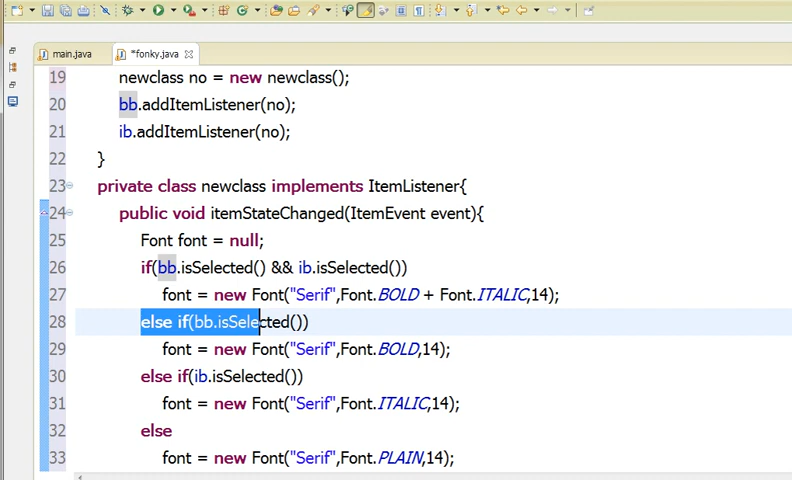 main.java *fonky.java
19 newclass no = new newclass();
20 bb.addItemListener(no);
21 ib.addItemListener(no);
22 }
23 private class newclass implements ItemListener{
24 public void itemStateChanged(ItemEvent event){
25 Font font = null;
26 if(bb.isSelected() && ib.isSelected())
27 font = new Font("Serif",Font.BOLD + Font.ITALIC,14);
28 else if(bb.isSelected())
29 font = new Font("Serif",Font.BOLD,14);
30 else if(ib.isSelected())
31 font = new Font("Serif",Font.ITALIC,14);
32 else
33 font = new Font("Serif",Font.PLAIN,14);